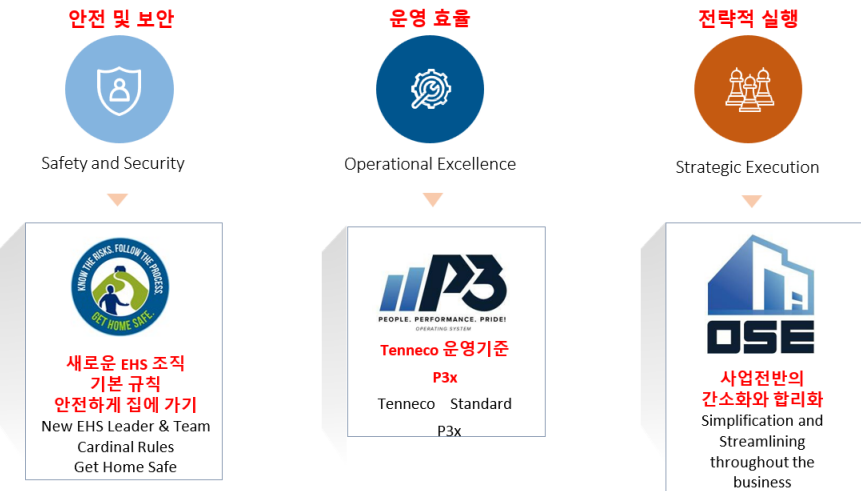 안전 및 보안
운영 효율
전략적 실행
Safety and Security
Operational Excellence
Strategic Execution
KNOW THE RISKS. FOLLOW THE PROCESS.
GET HOME SAFE.
새로운 EHS 조직
기본 규칙
안전하게 집에 가기
New EHS Leader & Team
Cardinal Rules
Get Home Safe
P3
PEOPLE. PERFORMANCE. PRIDE!
OPERATING SYSTEM
Tenneco 운영기준
P3x
Tenneco Standard
P3x
OSE
사업전반의
간소화와 합리화
Simplification and
Streamlining
throughout the
business